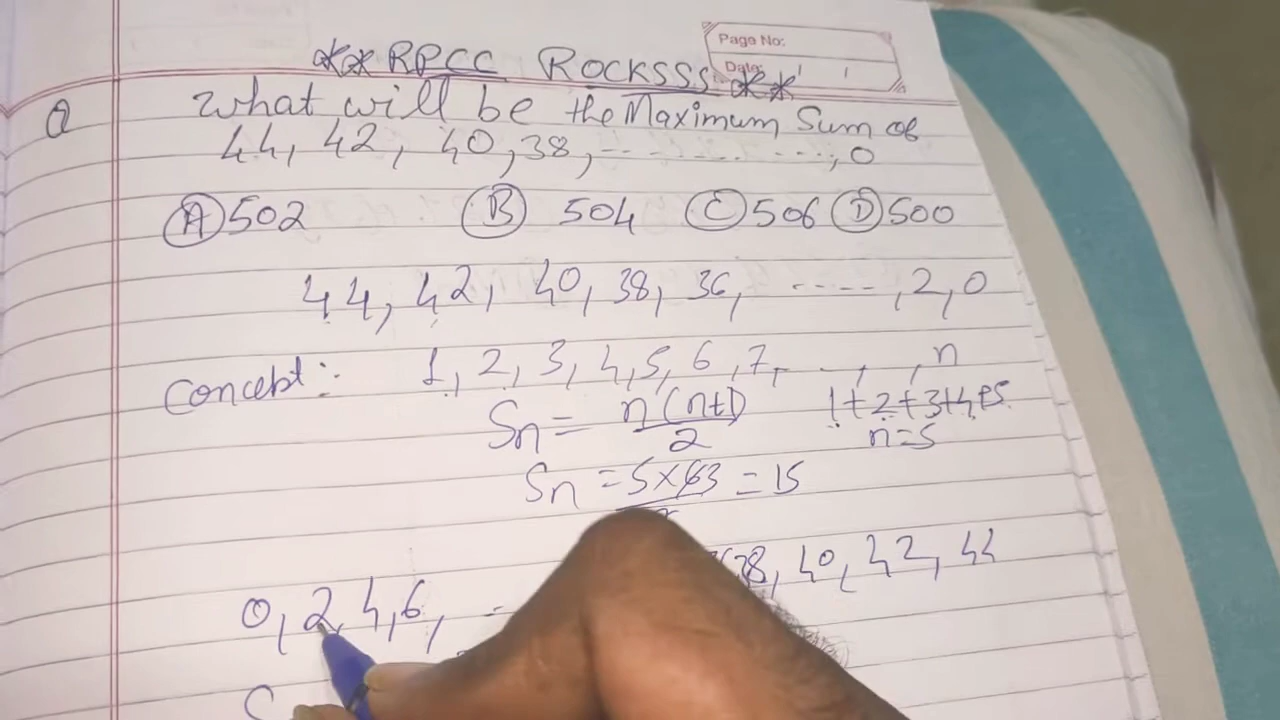 Page No:
Date:
** RPCC ROCKSSS **
Q What will be the Maximum Sum of
44, 42, 40, 38, - - - - - - - - - -, 0
(A) 502 (B) 504 (C) 506 (D) 500
44, 42, 40, 38, 36, - - - - -, 2, 0
Concept :- 1, 2, 3, 4, 5, 6, 7, - - , , n
Sn = n(n+1)/2 1+2+3+4+5
n=5
Sn = 5×63 = 15
0, 2, 4, 6, - 38, 40, 42, 44